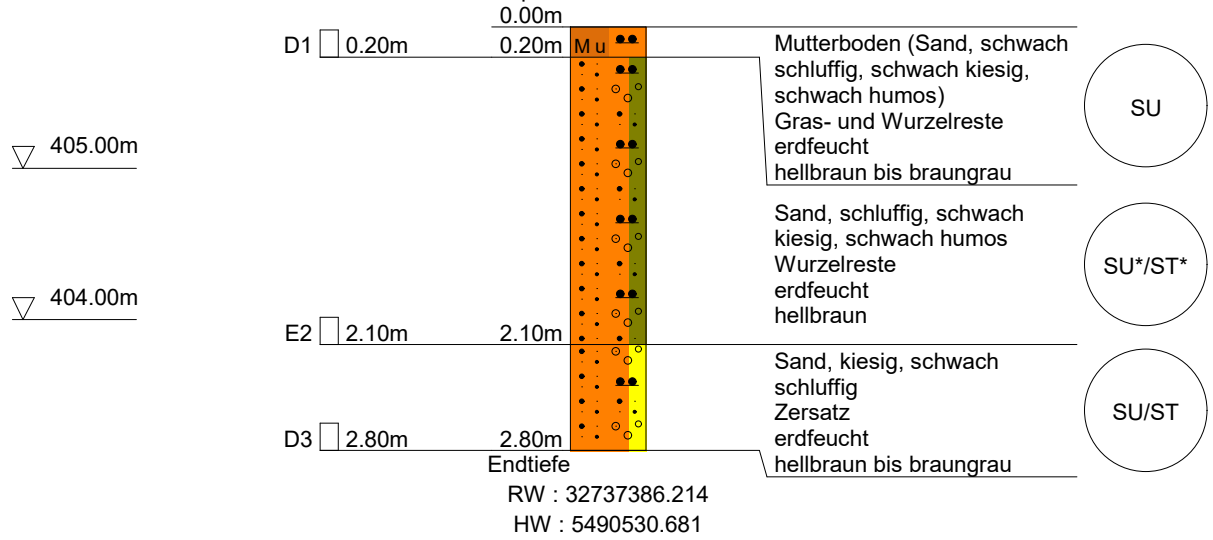 0.00m
D1 0.20m 0.20m Mu
Mutterboden (Sand, schwach
schluffig, schwach kiesig,
schwach humos)
Gras- und Wurzelreste
erdfeucht
hellbraun bis braungrau
SU
405.00m
Sand, schluffig, schwach
kiesig, schwach humos
Wurzelreste
erdfeucht
hellbraun
SU*/ST*
404.00m
E2 2.10m 2.10m
Sand, kiesig, schwach
schluffig
Zersatz
erdfeucht
hellbraun bis braungrau
SU/ST
D3 2.80m 2.80m
Endtiefe
RW : 32737386.214
HW : 5490530.681